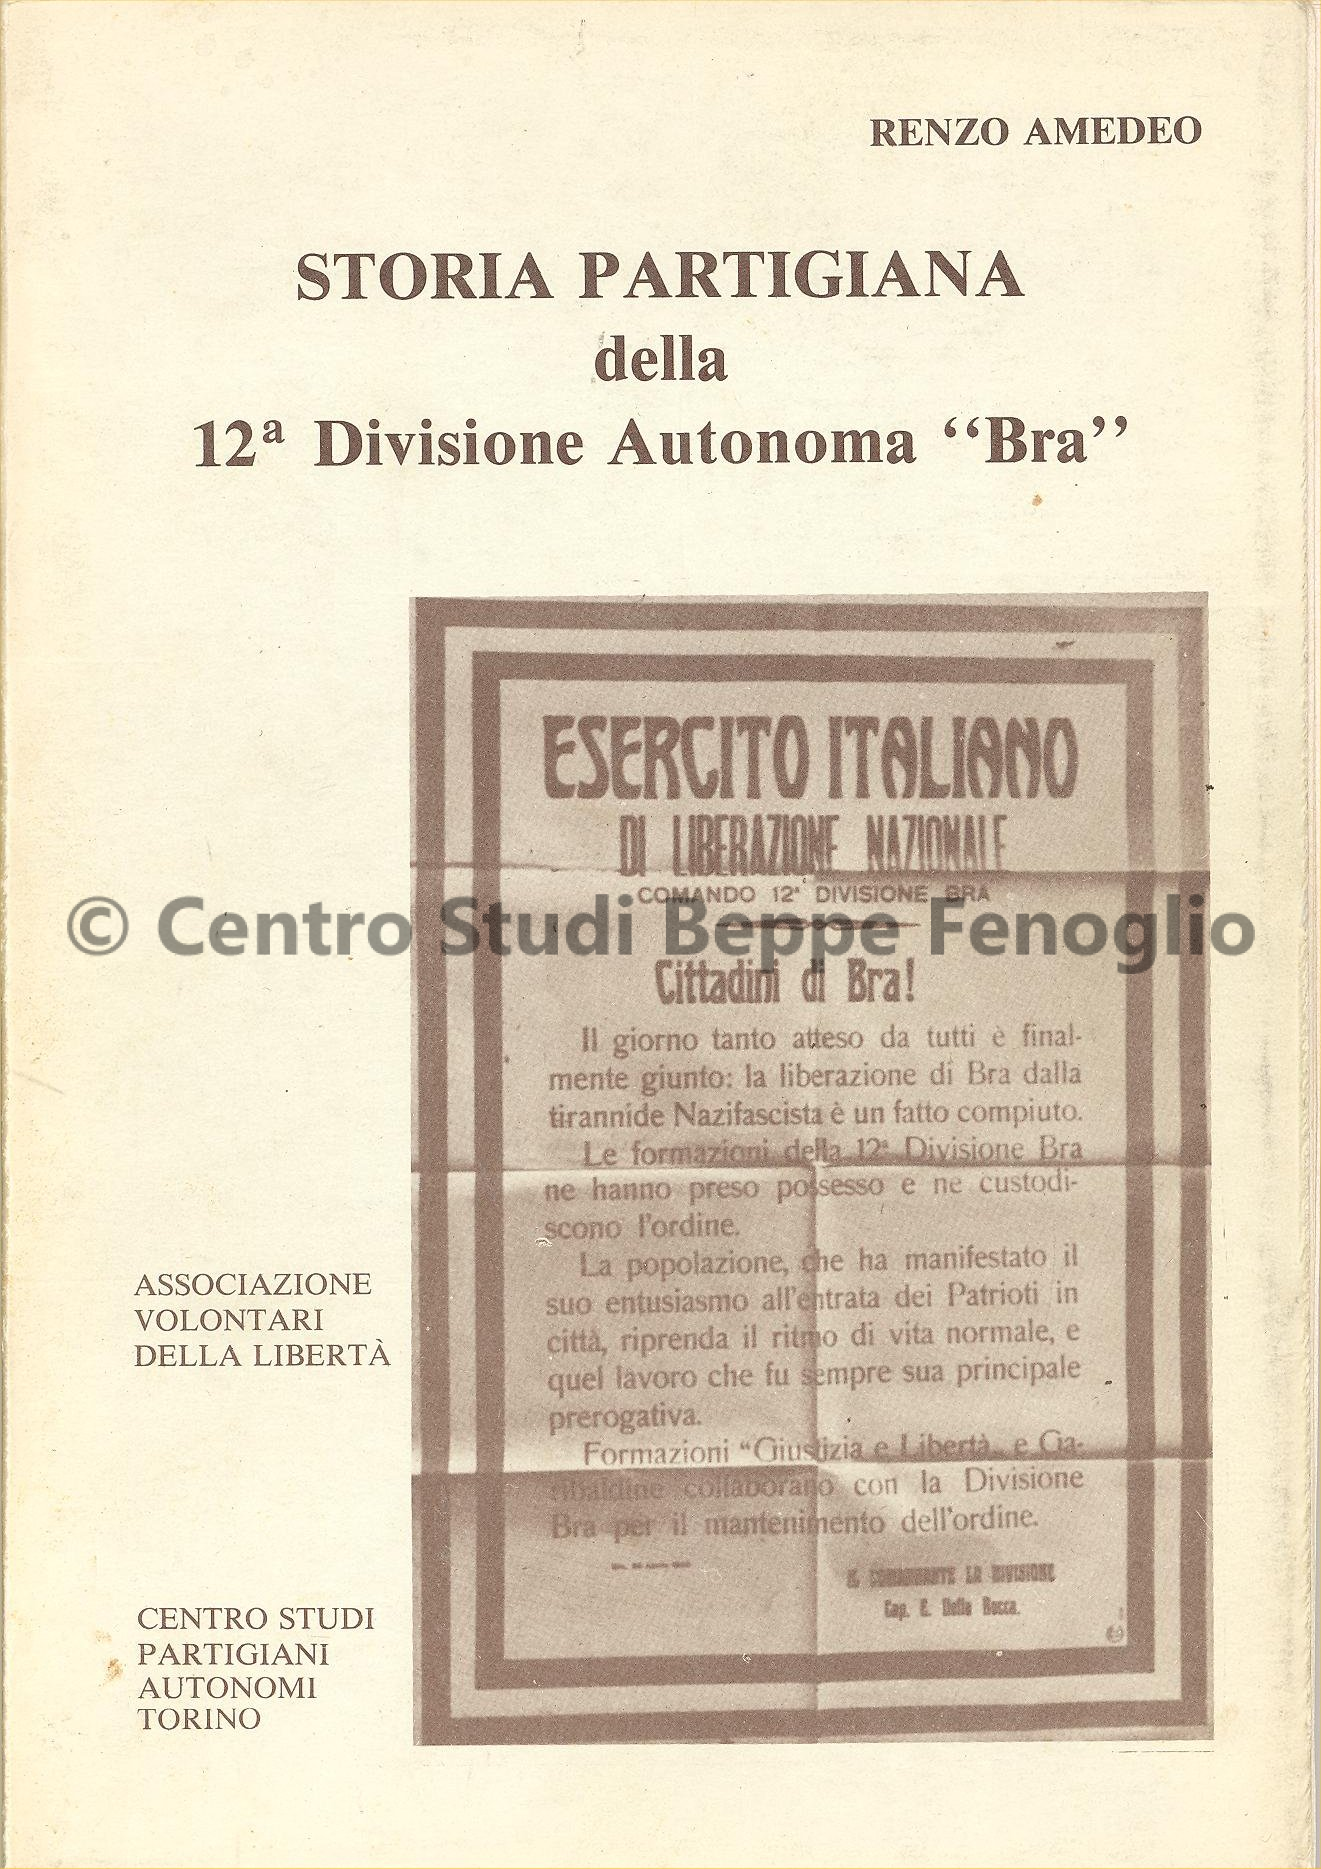 RENZO AMEDEO
STORIA PARTIGIANA
della
12ª Divisione Autonoma “Bra”
ESERCITO ITALIANO
DI LIBERAZIONE NAZIONALE
COMANDO 12ª DIVISIONE BRA
© Centro Studi Beppe Fenoglio
Cittadini di Bra!
Il giorno tanto atteso da tutti è final-
mente giunto: la liberazione di Bra dalla
tirannide Nazifascista è un fatto compiuto.
Le formazioni della 12ª Divisione Bra
ne hanno preso possesso e ne custodi-
scono l'ordine.
La popolazione, che ha manifestato il
suo entusiasmo all'entrata dei Patrioti in
città, riprenda il ritmo di vita normale, e
quel lavoro che fu sempre sua principale
prerogativa.
Formazioni “Giustizia e Libertà„ e Ga-
ribaldine collaborano con la Divisione
Bra per il mantenimento dell'ordine.
IL COMANDANTE LA DIVISIONE
Cap. E. Della Rocca.
ASSOCIAZIONE
VOLONTARI
DELLA LIBERTÀ
CENTRO STUDI
PARTIGIANI
AUTONOMI
TORINO